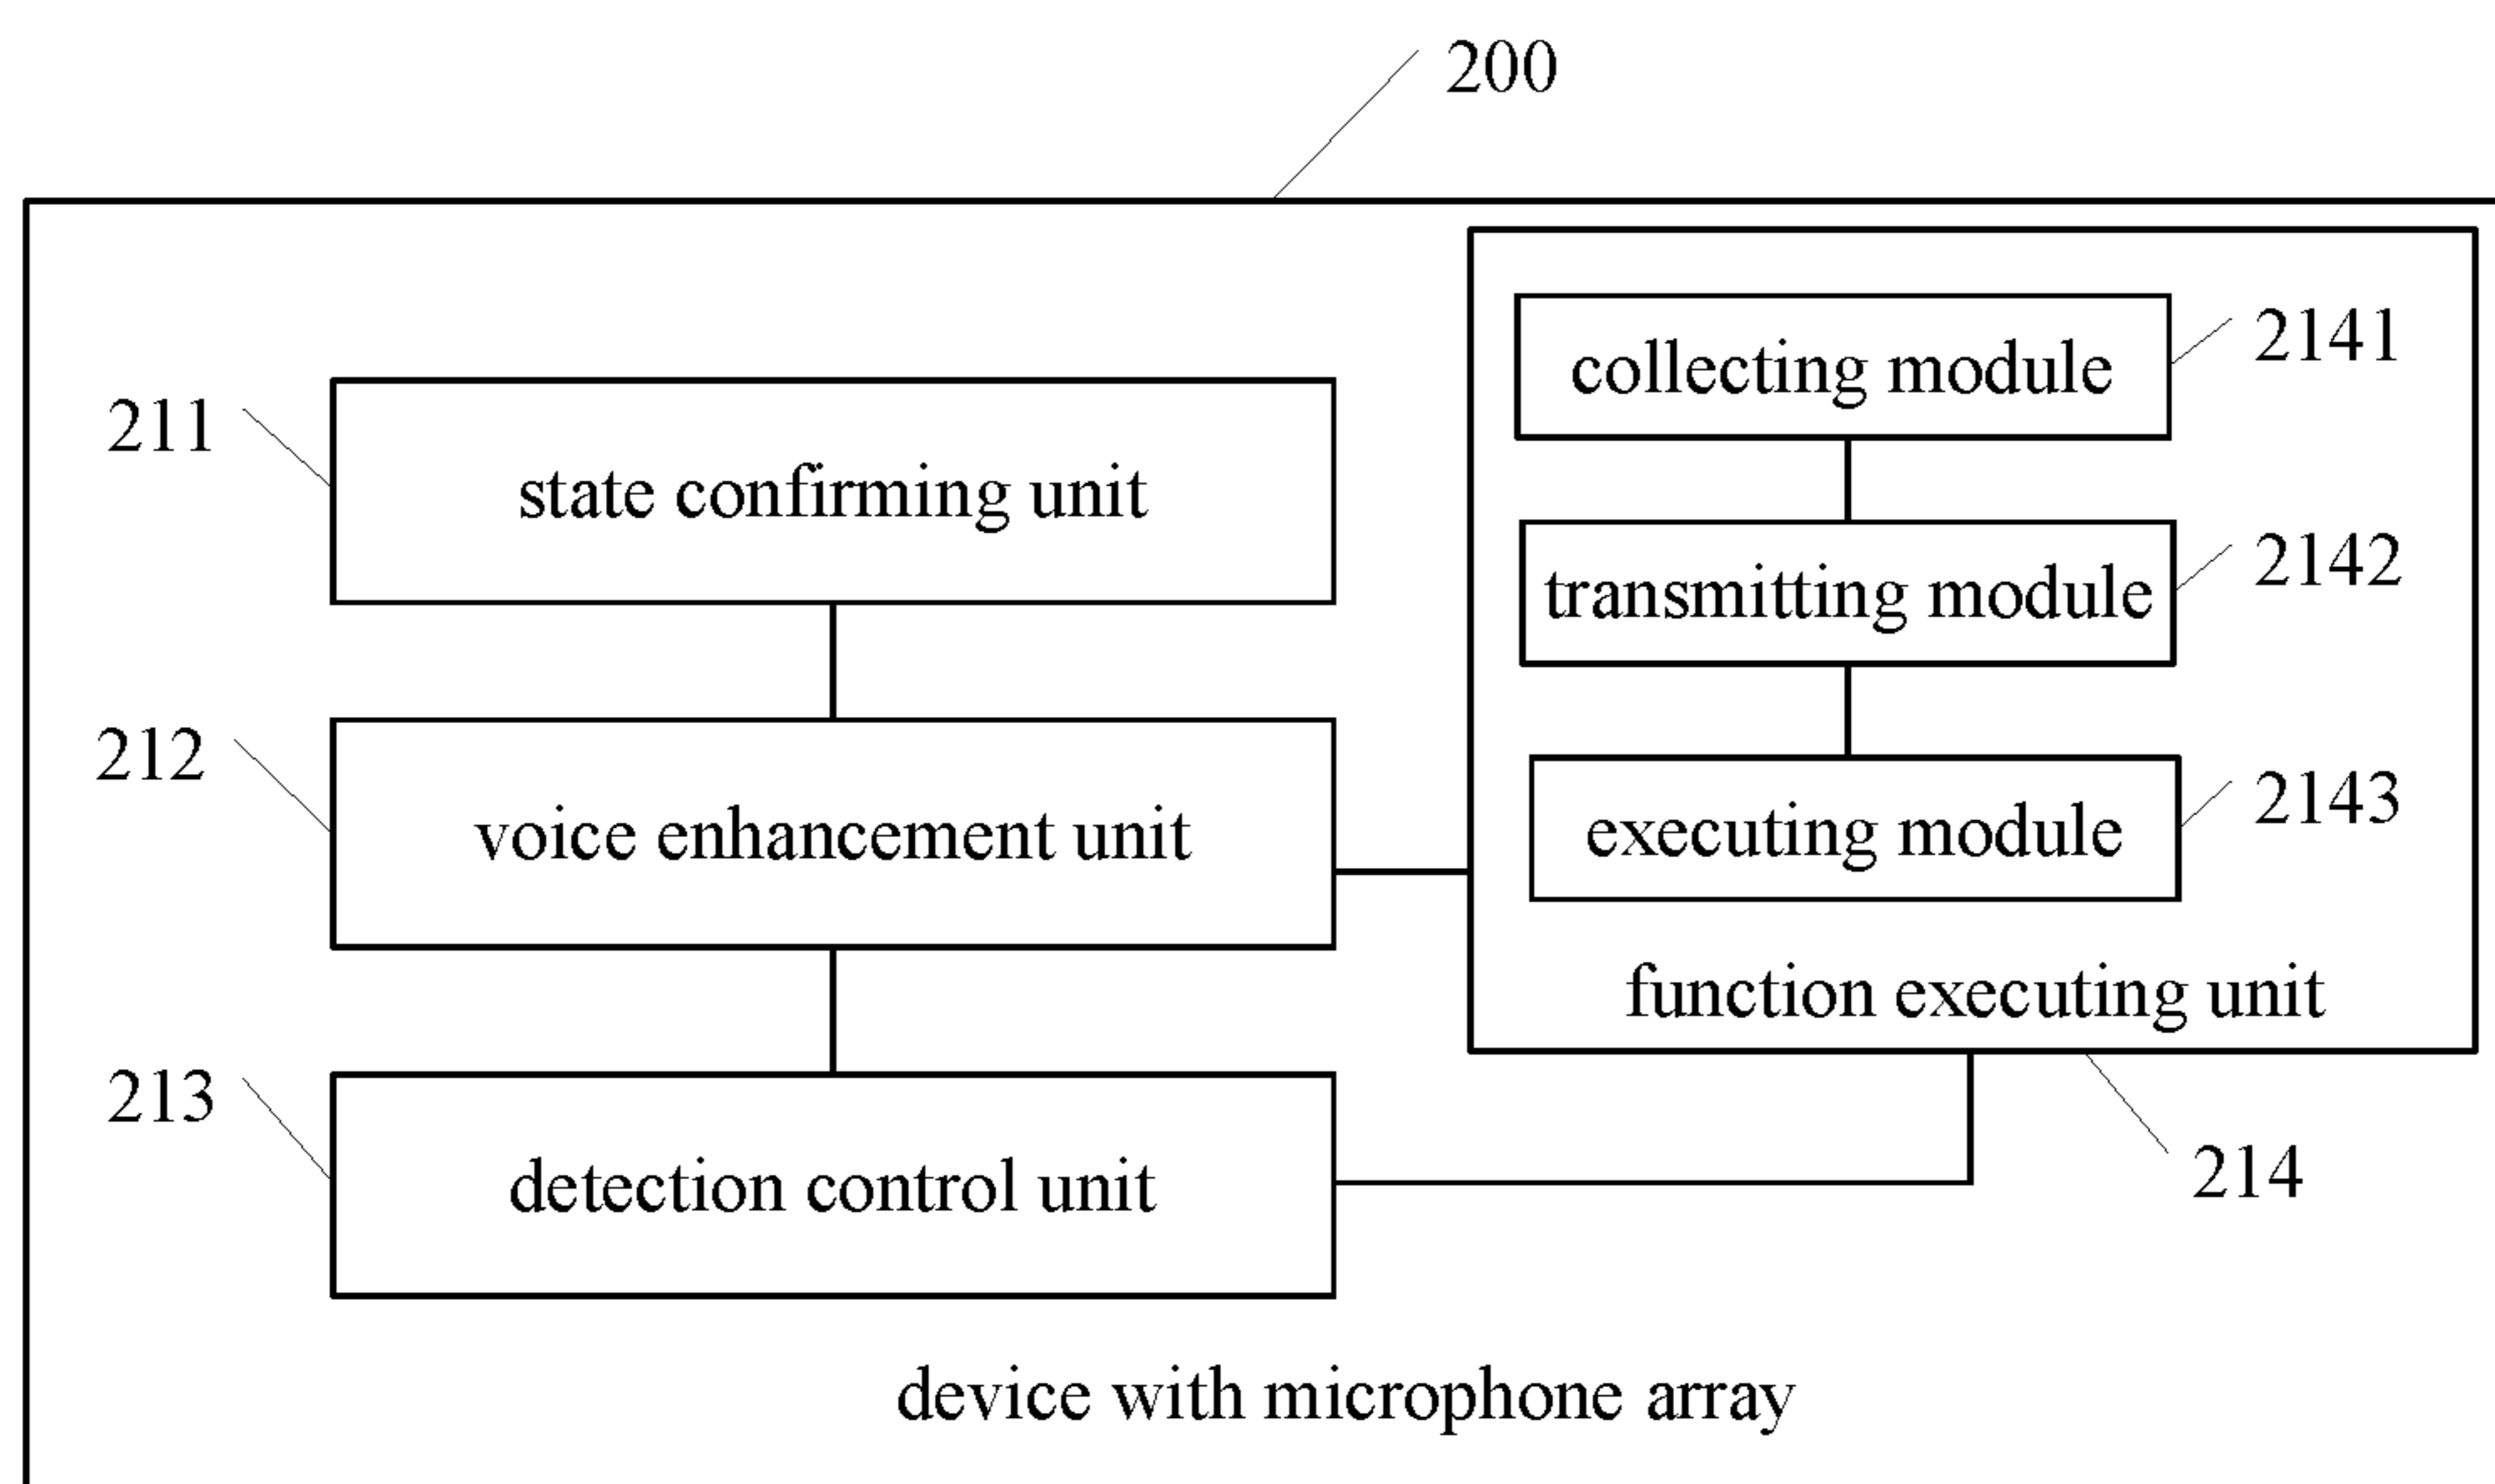 200
collecting module
2141
211
state confirming unit
transmitting module
2142
212
voice enhancement unit
executing module
2143
function executing unit
213
detection control unit
214
device with microphone array